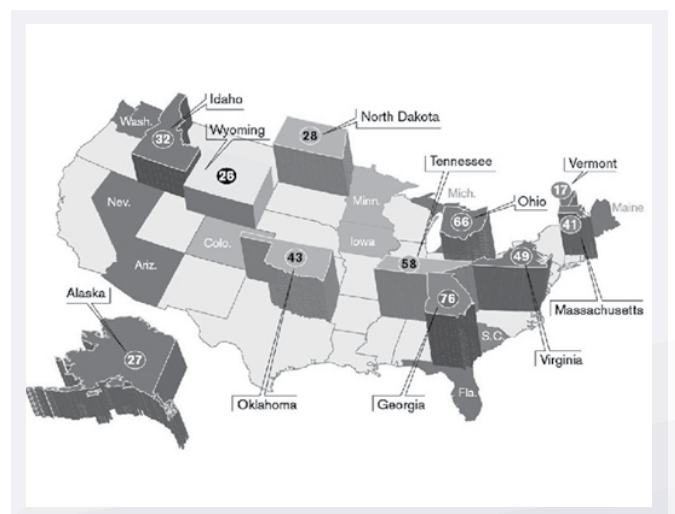 Idaho
Wash.
Wyoming
32
28
North Dakota
26
Tennessee
Vermont
Nev.
Minn.
Mich.
17
Ohio
Maine
66
41
Colo.
Iowa
Ariz.
43
58
49
Alaska
76
Massachusetts
S.C.
27
Virginia
Oklahoma
Georgia
Fla.